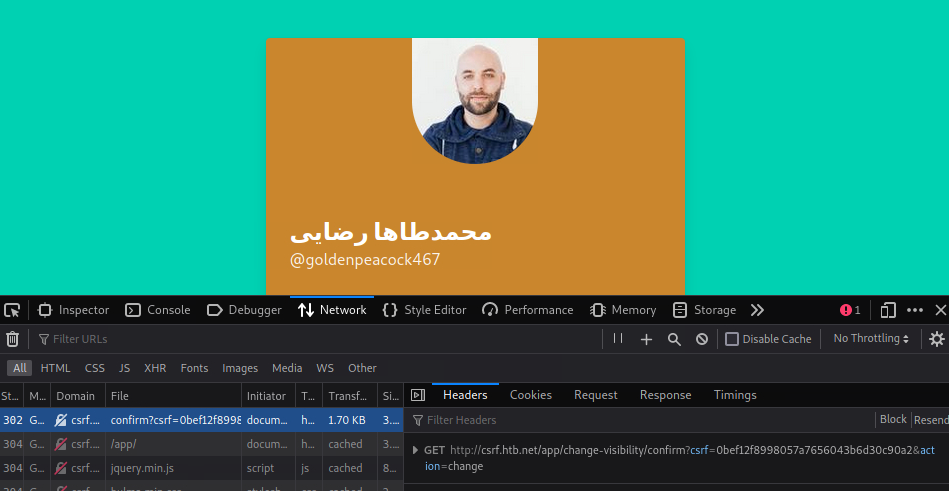 محمدطاها رضایی
@goldenpeacock467
Inspector Console Debugger Network Style Editor Performance Memory Storage 1
Filter URLs Disable Cache No Throttling
All HTML CSS JS XHR Fonts Images Media WS Other
St... M... Domain File Initiator T... Transf... Si... Headers Cookies Request Response Timings
302 G... csrf.... confirm?csrf=0bef12f8998 docum... h... 1.70 KB 3.... Filter Headers Block Resend
304 G... csrf.... /app/ docum... h... cached 3....
GET http://csrf.htb.net/app/change-visibility/confirm?csrf=0bef12f8998057a7656043b6d30c90a2&act
ion=change
304 G... csrf.... jquery.min.js script js cached 8...